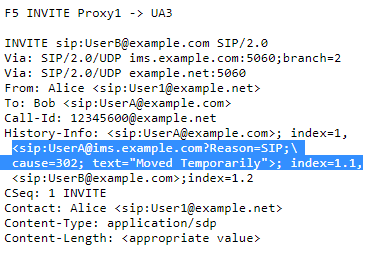 F5 INVITE Proxy1 -> UA3
INVITE sip:UserB@example.com SIP/2.0
Via: SIP/2.0/UDP ims.example.com:5060;branch=2
Via: SIP/2.0/UDP example.net:5060
From: Alice <sip:User1@example.net>
To: Bob <sip:UserA@example.com>
Call-Id: 12345600@example.net
History-Info: <sip:UserA@example.com>; index=1,
<sip:UserA@ims.example.com?Reason=SIP;\
cause=302; text="Moved Temporarily">; index=1.1,
<sip:UserB@example.com>;index=1.2
CSeq: 1 INVITE
Contact: Alice <sip:User1@example.net>
Content-Type: application/sdp
Content-Length: <appropriate value>